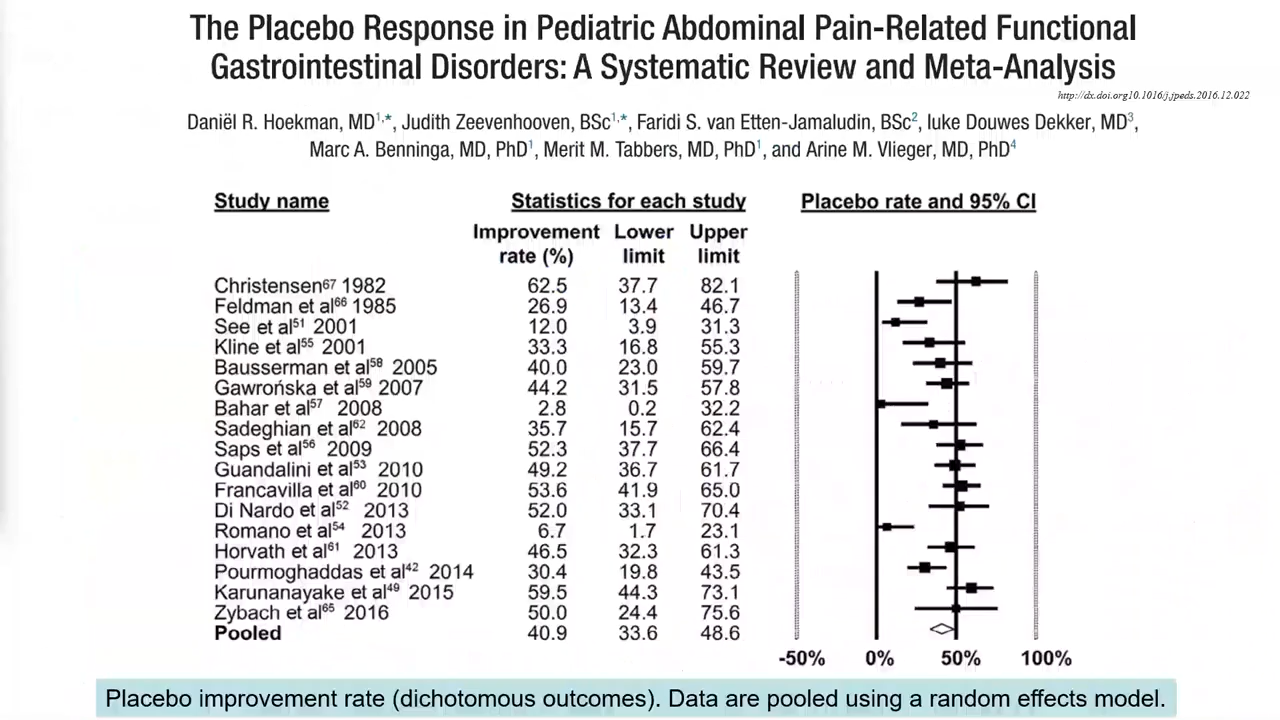 The Placebo Response in Pediatric Abdominal Pain-Related Functional
Gastrointestinal Disorders: A Systematic Review and Meta-Analysis
http://dx.doi.org10.1016/j.jpeds.2016.12.022
Daniël R. Hoekman, MD1,*, Judith Zeevenhooven, BSc1,*, Faridi S. van Etten-Jamaludin, BSc2, Iuke Douwes Dekker, MD3,
Marc A. Benninga, MD, PhD1, Merit M. Tabbers, MD, PhD1, and Arine M. Vlieger, MD, PhD4
Study name Statistics for each study Placebo rate and 95% CI
Improvement Lower Upper
rate (%) limit limit
Christensen67 1982 62.5 37.7 82.1
Feldman et al66 1985 26.9 13.4 46.7
See et al51 2001 12.0 3.9 31.3
Kline et al55 2001 33.3 16.8 55.3
Bausserman et al58 2005 40.0 23.0 59.7
Gawrońska et al59 2007 44.2 31.5 57.8
Bahar et al57 2008 2.8 0.2 32.2
Sadeghian et al62 2008 35.7 15.7 62.4
Saps et al56 2009 52.3 37.7 66.4
Guandalini et al53 2010 49.2 36.7 61.7
Francavilla et al60 2010 53.6 41.9 65.0
Di Nardo et al52 2013 52.0 33.1 70.4
Romano et al54 2013 6.7 1.7 23.1
Horvath et al61 2013 46.5 32.3 61.3
Pourmoghaddas et al42 2014 30.4 19.8 43.5
Karunanayake et al49 2015 59.5 44.3 73.1
Zybach et al65 2016 50.0 24.4 75.6
Pooled 40.9 33.6 48.6
-50% 0% 50% 100%
Placebo improvement rate (dichotomous outcomes). Data are pooled using a random effects model.